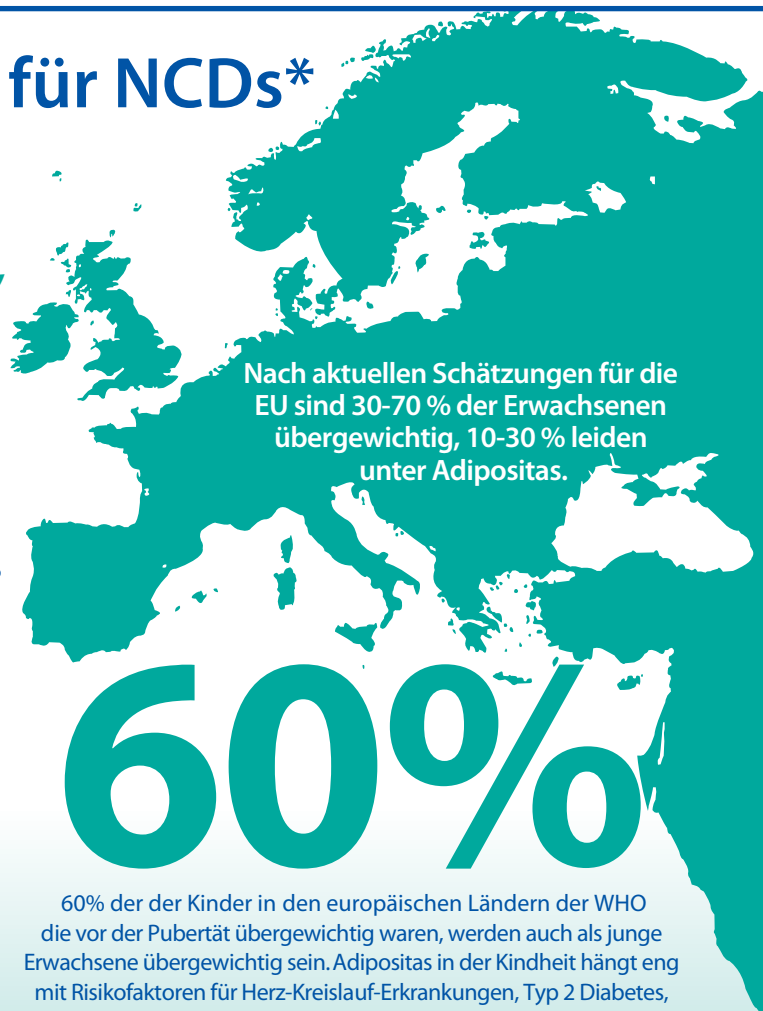 für NCDs*
Nach aktuellen Schätzungen für die
EU sind 30-70 % der Erwachsenen
übergewichtig, 10-30 % leiden
unter Adipositas.
60%
60% der der Kinder in den europäischen Ländern der WHO
die vor der Pubertät übergewichtig waren, werden auch als junge
Erwachsene übergewichtig sein. Adipositas in der Kindheit hängt eng
mit Risikofaktoren für Herz-Kreislauf-Erkrankungen, Typ 2 Diabetes,